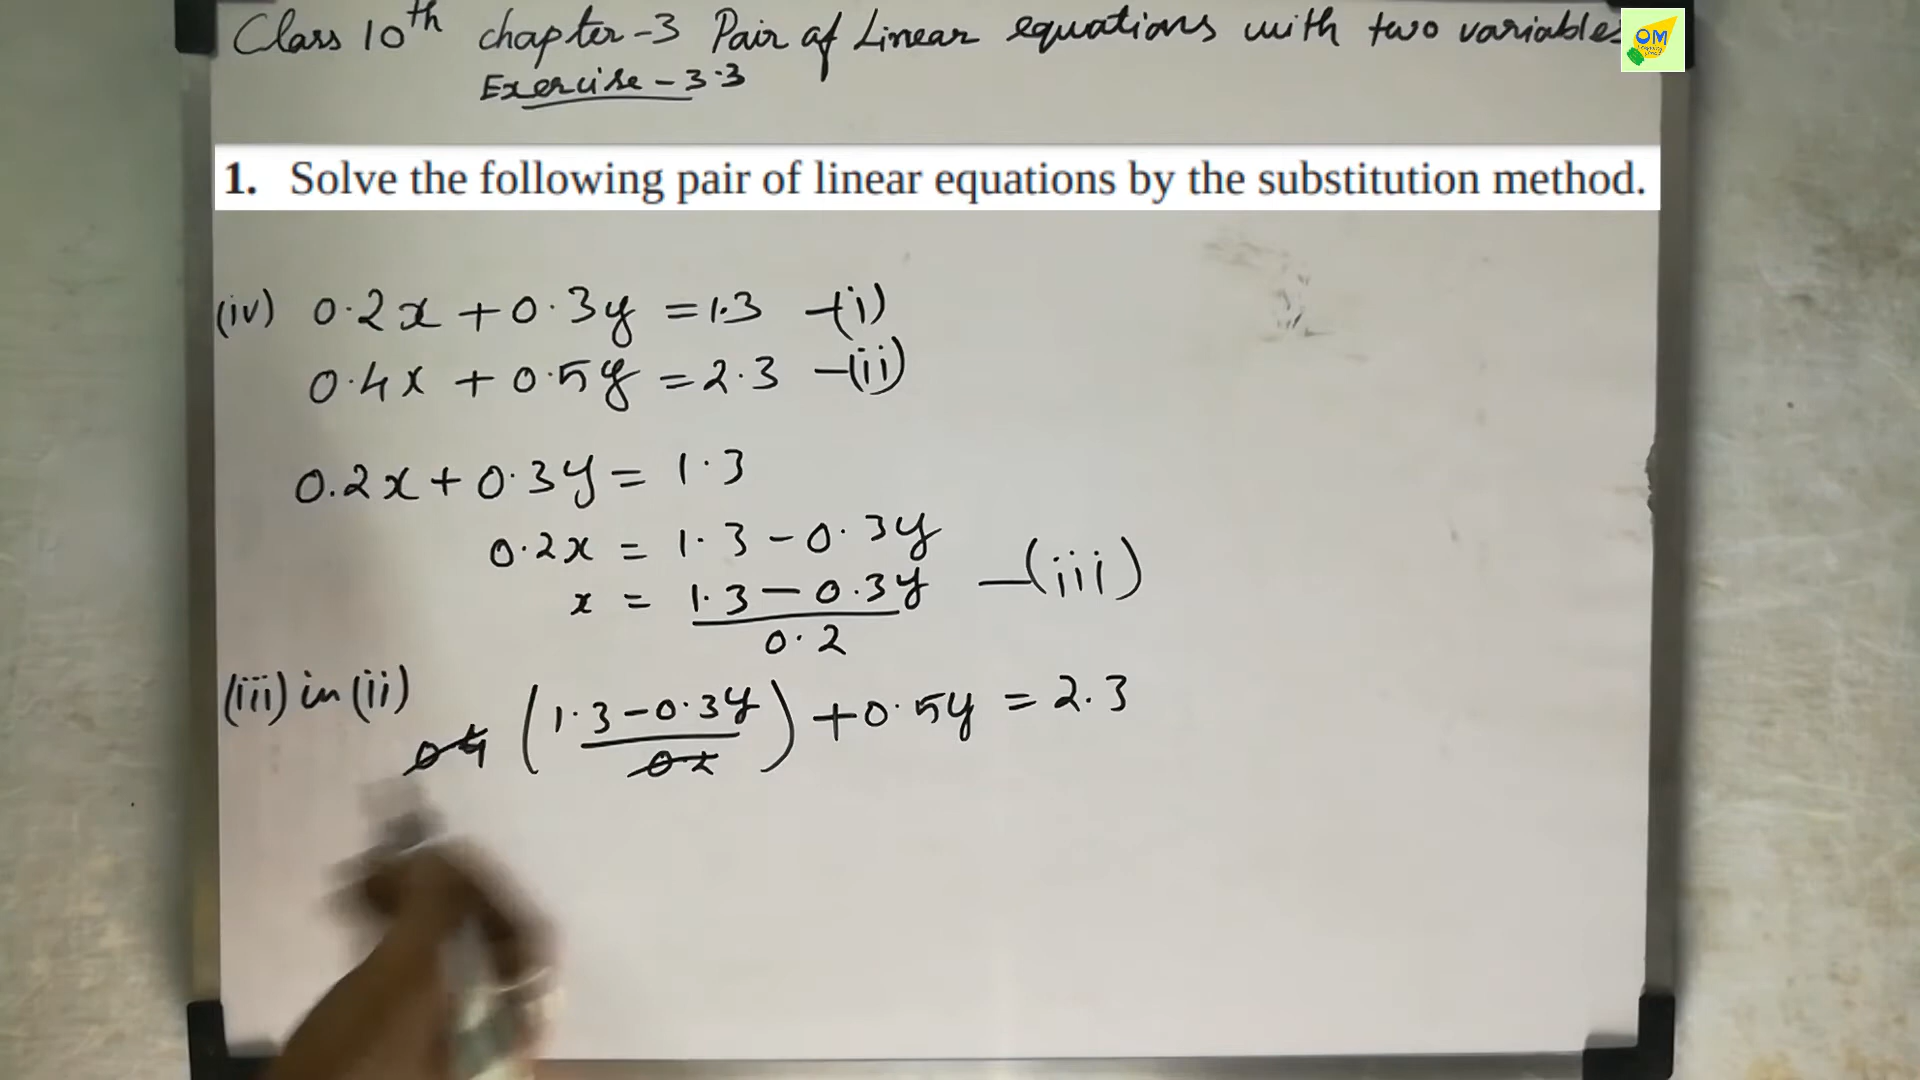 Class 10th chapter-3 Pair of Linear equations with two variables
Exercise-3.3
OM
1. Solve the following pair of linear equations by the substitution method.
(iv) 0.2x + 0.3y = 1.3 -(i)
0.4x + 0.5y = 2.3 -(ii)
0.2x + 0.3y = 1.3
0.2x = 1.3 - 0.3y
x = 1.3 - 0.3y / 0.2 -(iii)
(iii) in (ii)
0.4 (1.3 - 0.3y / 0.2) + 0.5y = 2.3